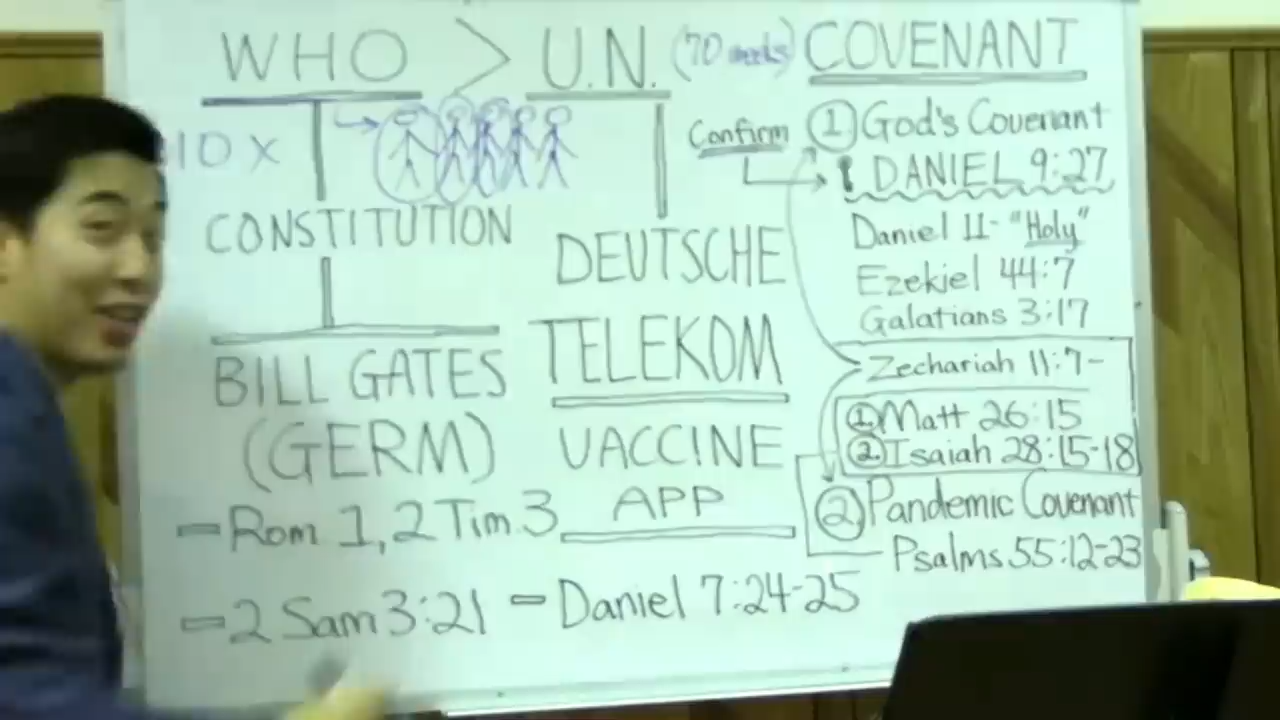 WHO > U.N. (70 weeks) COVENANT
10 x
CONSTITUTION
BILL GATES
(GERM)
- Rom 1, 2 Tim. 3
- 2 Sam 3:21
DEUTSCHE
TELEKOM
VACCINE
APP
- Daniel 7:24-25
Confirm
① God's Covenant
DANIEL 9:27
Daniel 11- "Holy"
Ezekiel 44:7
Galatians 3:17
Zechariah 11:7-
① Matt 26:15
② Isaiah 28:15-18
② Pandemic Covenant
Psalms 55:12-23